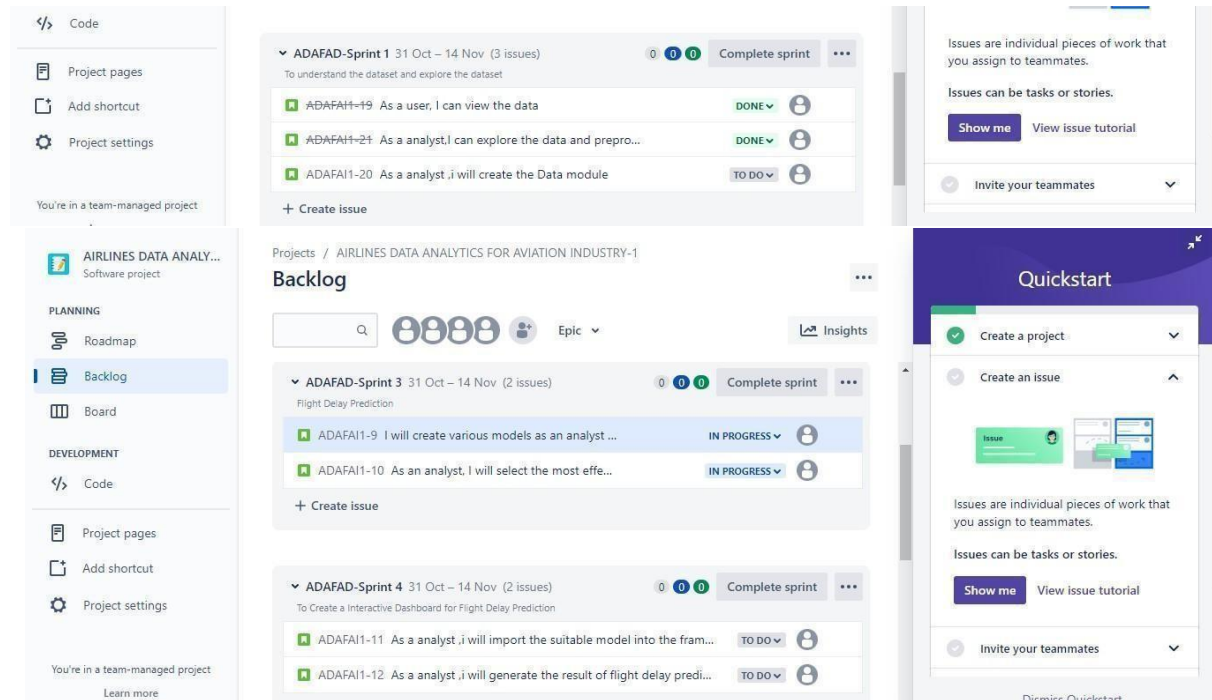 Code
Project pages
Add shortcut
Project settings
You're in a team-managed project
ADAFAD-Sprint 1 31 Oct – 14 Nov (3 issues) 0 0 0 Complete sprint
To understand the dataset and explore the dataset
ADAFAI1-19 As a user, I can view the data DONE
ADAFAI1-21 As a analyst,I can explore the data and prepro... DONE
ADAFAI1-20 As a analyst ,i will create the Data module TO DO
+ Create issue
Issues are individual pieces of work that
you assign to teammates.
Issues can be tasks or stories.
Show me View issue tutorial
Invite your teammates
AIRLINES DATA ANALY...
Software project
PLANNING
Roadmap
Backlog
Board
DEVELOPMENT
Code
Project pages
Add shortcut
Project settings
You're in a team-managed project
Learn more
Projects / AIRLINES DATA ANALYTICS FOR AVIATION INDUSTRY-1
Backlog
Epic
Insights
ADAFAD-Sprint 3 31 Oct – 14 Nov (2 issues) 0 0 0 Complete sprint
Flight Delay Prediction
ADAFAI1-9 I will create various models as an analyst ... IN PROGRESS
ADAFAI1-10 As an analyst, I will select the most effe... IN PROGRESS
+ Create issue
ADAFAD-Sprint 4 31 Oct – 14 Nov (2 issues) 0 0 0 Complete sprint
To Create a Interactive Dashboard for Flight Delay Prediction
ADAFAI1-11 As a analyst ,i will import the suitable model into the fram... TO DO
ADAFAI1-12 As a analyst ,i will generate the result of flight delay predi... TO DO
Quickstart
Create a project
Create an issue
Issue
Issues are individual pieces of work that
you assign to teammates.
Issues can be tasks or stories.
Show me View issue tutorial
Invite your teammates
Dismiss Quickstart